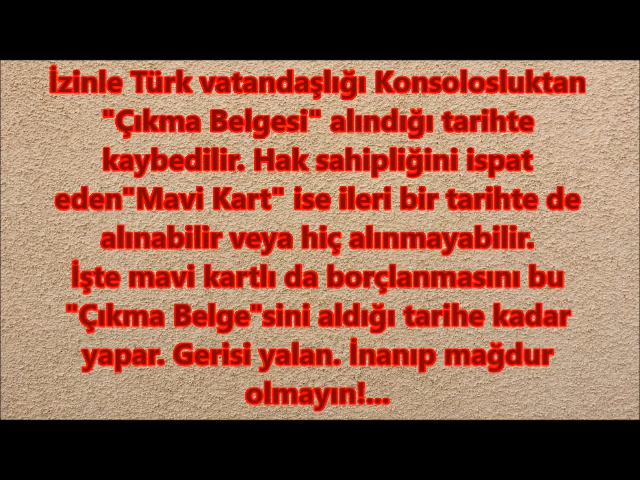 İzinle Türk vatandaşlığı Konsolosluktan
"Çıkma Belgesi" alındığı tarihte
kaybedilir. Hak sahipliğini ispat
eden"Mavi Kart" ise ileri bir tarihte de
alınabilir veya hiç alınmayabilir.
İşte mavi kartlı da borçlanmasını bu
"Çıkma Belge"sini aldığı tarihe kadar
yapar. Gerisi yalan. İnanıp mağdur
olmayın!...